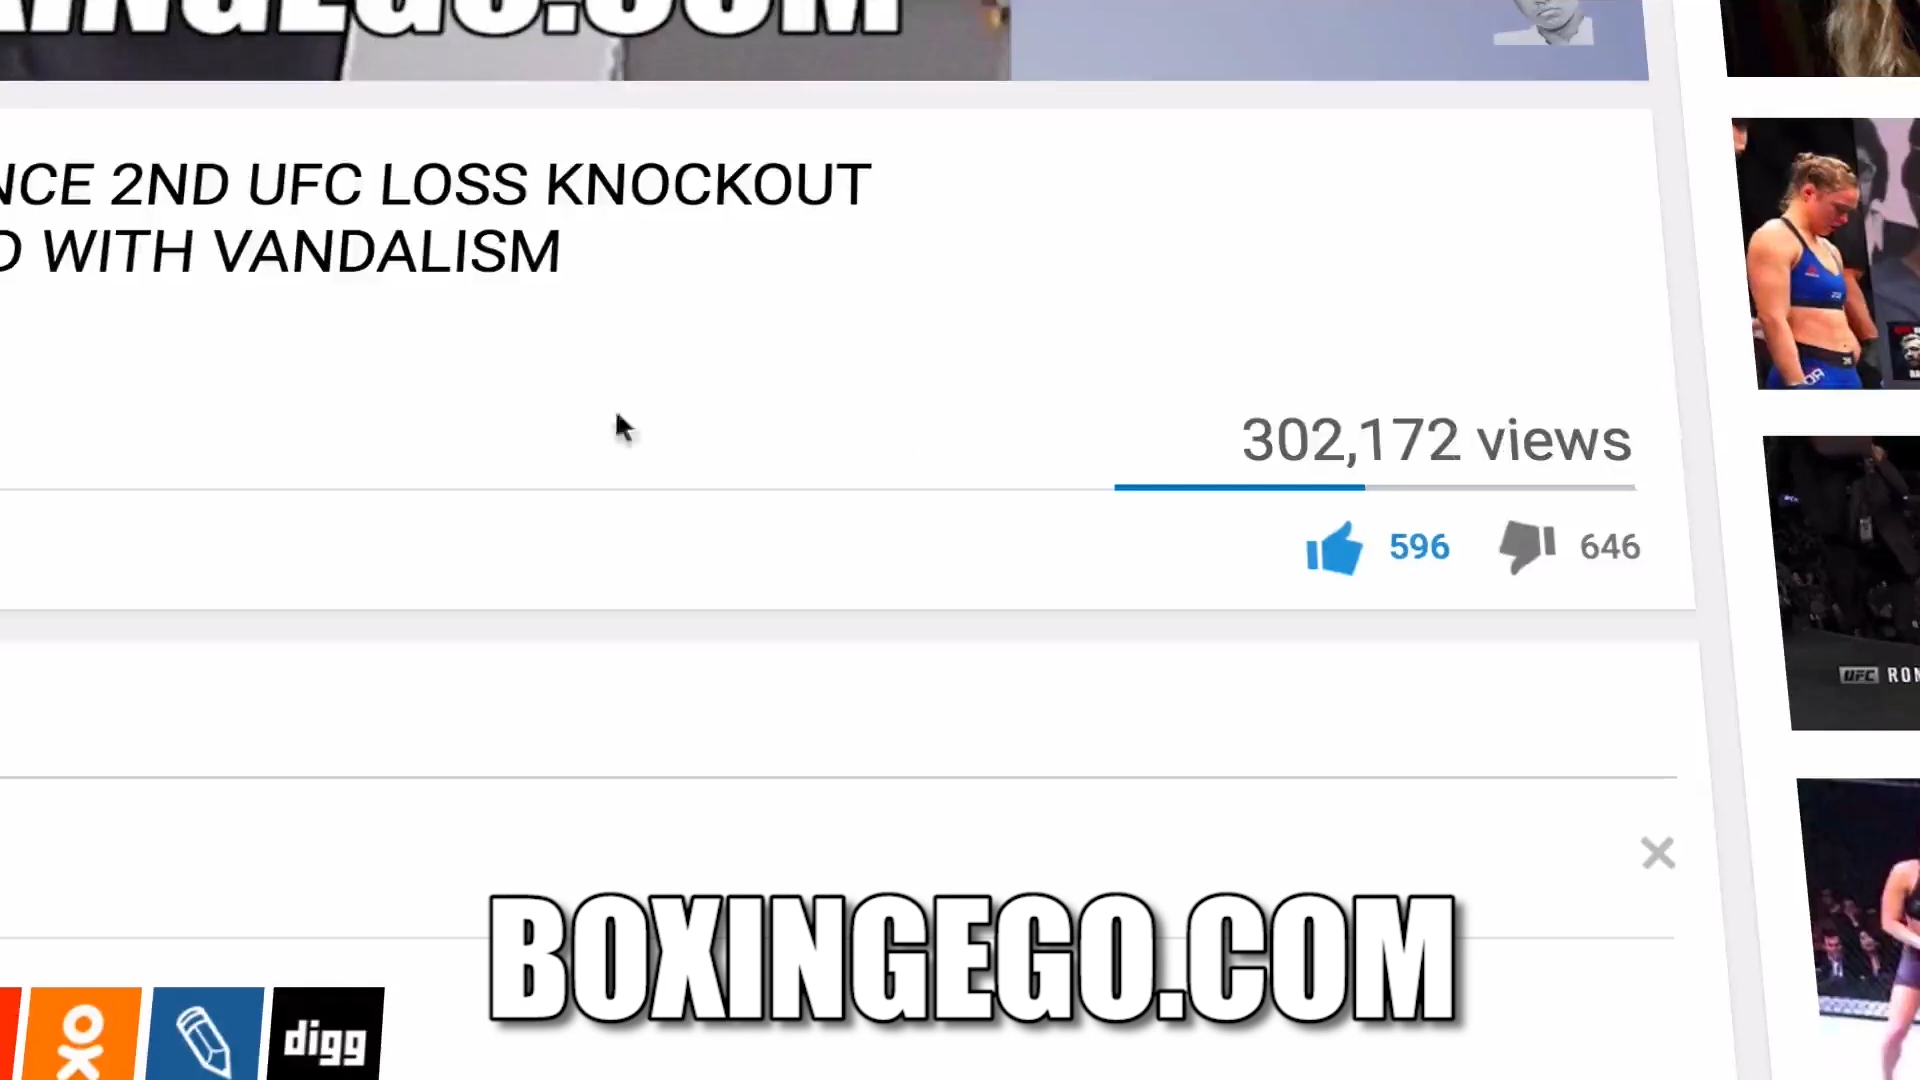 NCE 2ND UFC LOSS KNOCKOUT
D WITH VANDALISM
302,172 views
596
646
UFC
BOXINGEGO.COM
digg